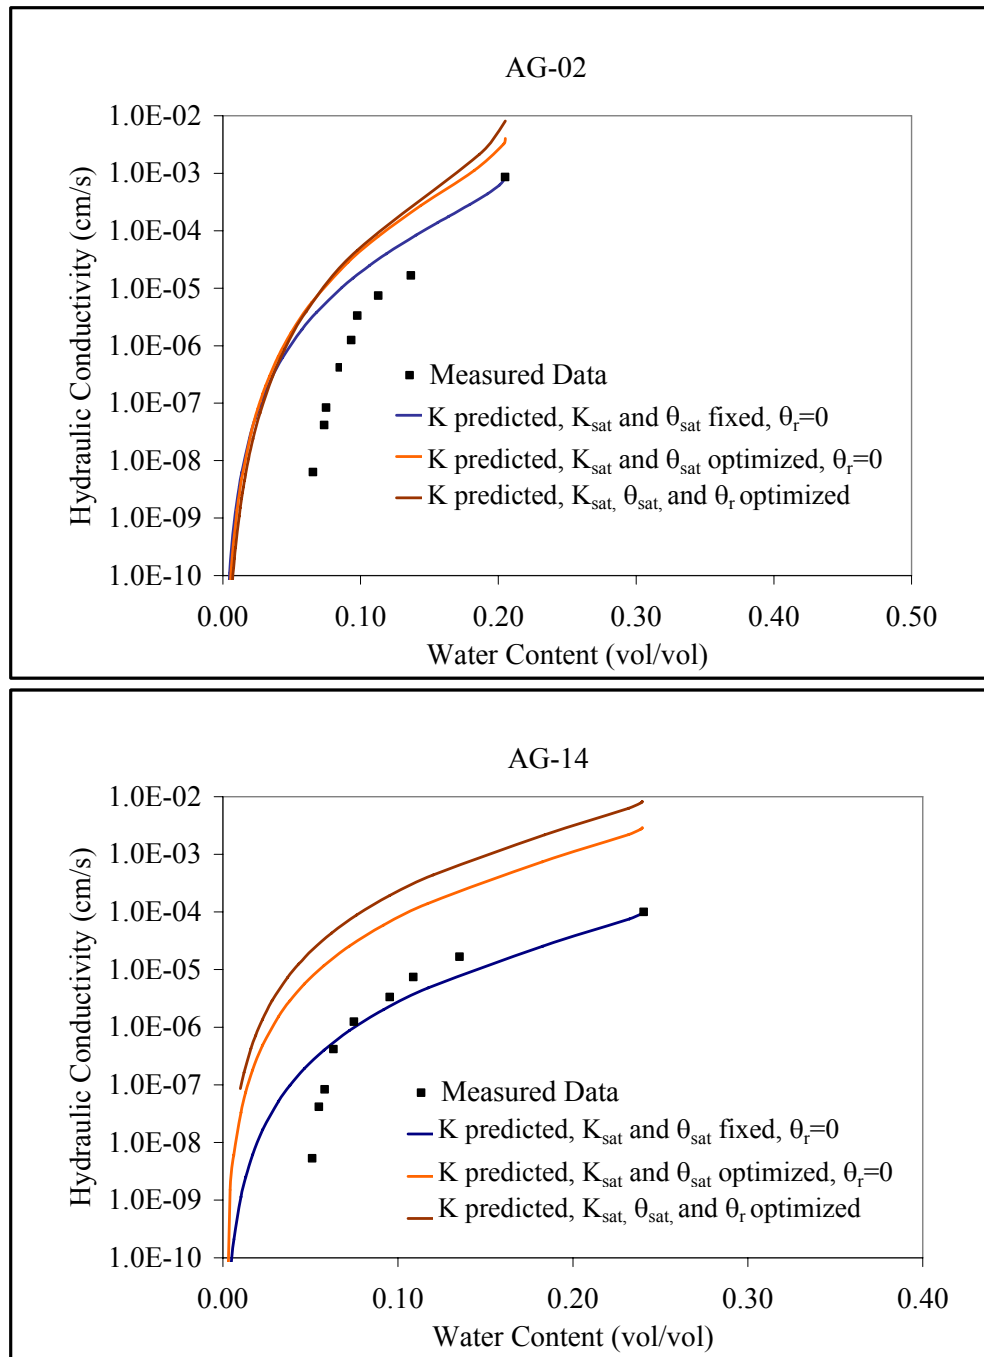 AG-02
Hydraulic Conductivity (cm/s)
1.0E-02
1.0E-03
1.0E-04
1.0E-05
1.0E-06
1.0E-07
1.0E-08
1.0E-09
1.0E-10
Measured Data
K predicted, Ksat and θsat fixed, θr=0
K predicted, Ksat and θsat optimized, θr=0
K predicted, Ksat, θsat, and θr optimized
0.00 0.10 0.20 0.30 0.40 0.50
Water Content (vol/vol)
AG-14
Hydraulic Conductivity (cm/s)
1.0E-02
1.0E-03
1.0E-04
1.0E-05
1.0E-06
1.0E-07
1.0E-08
1.0E-09
1.0E-10
Measured Data
K predicted, Ksat and θsat fixed, θr=0
K predicted, Ksat and θsat optimized, θr=0
K predicted, Ksat, θsat, and θr optimized
0.00 0.10 0.20 0.30 0.40
Water Content (vol/vol)